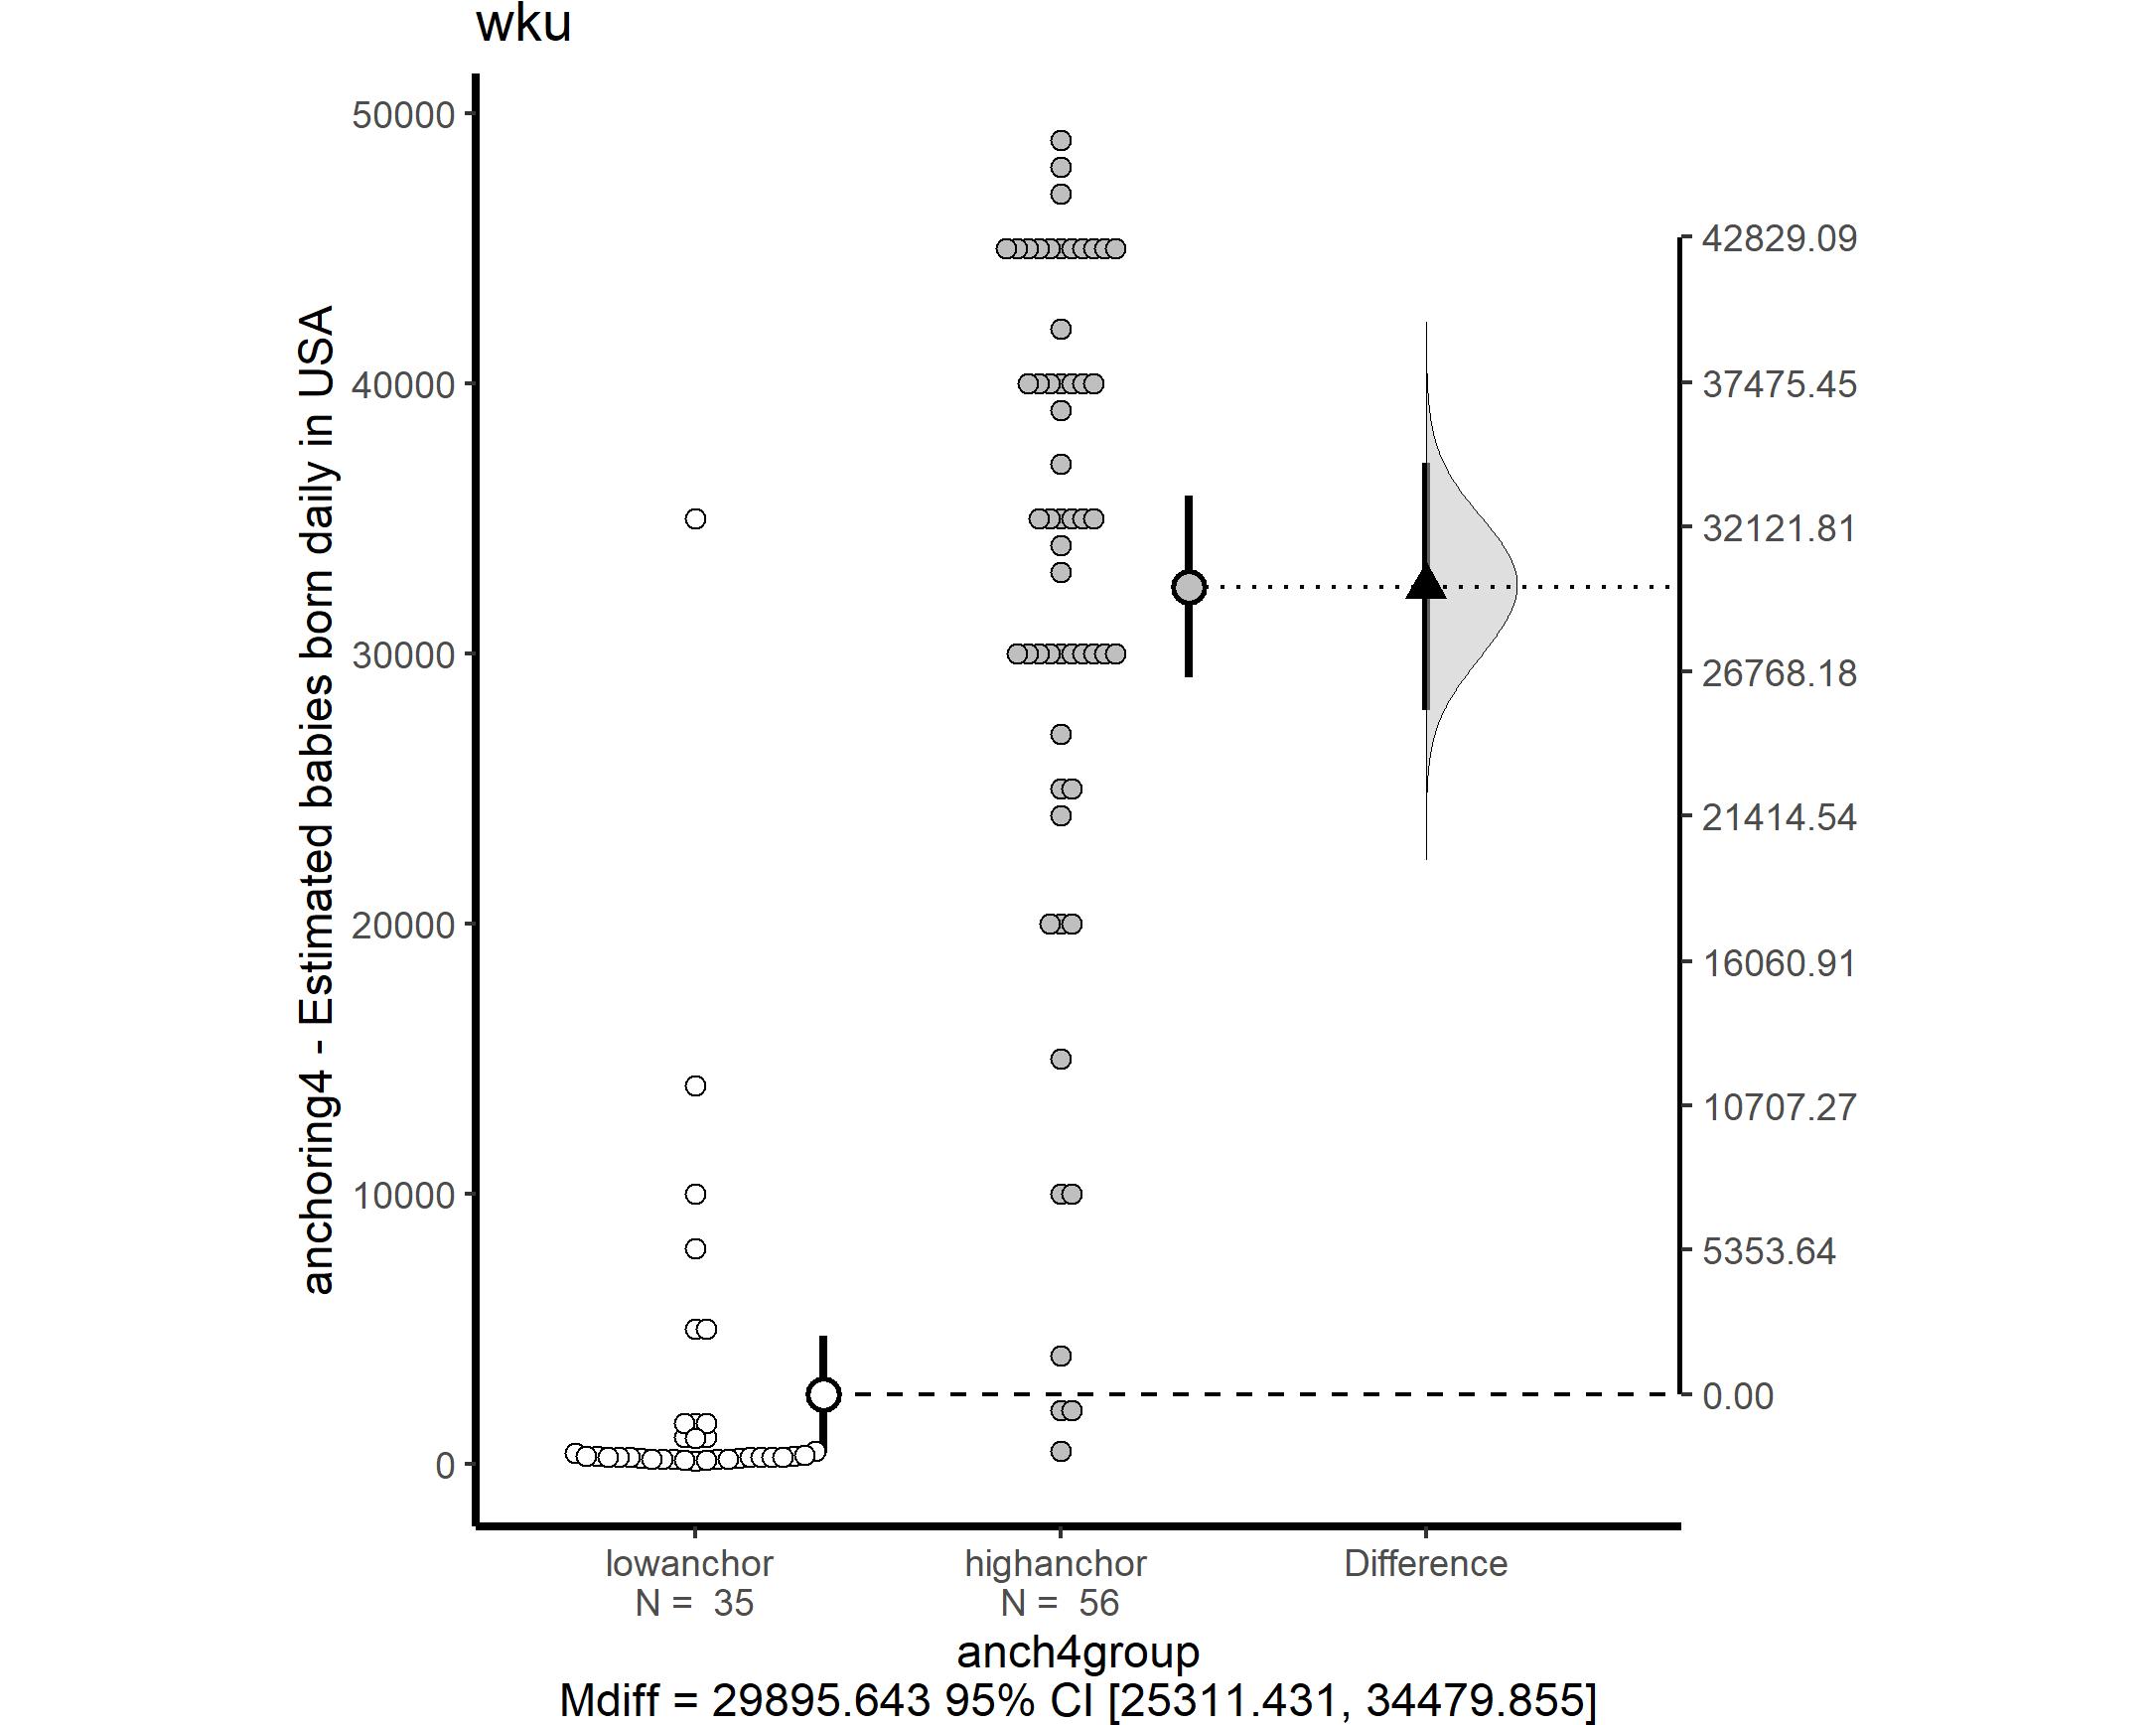 wku
anchoring4 - Estimated babies born daily in USA
50000
40000
30000
20000
10000
0
42829.09
37475.45
32121.81
26768.18
21414.54
16060.91
10707.27
5353.64
0.00
lowanchor
N =  35
highanchor
N =  56
Difference
anch4group
Mdiff = 29895.643 95% CI [25311.431, 34479.855]